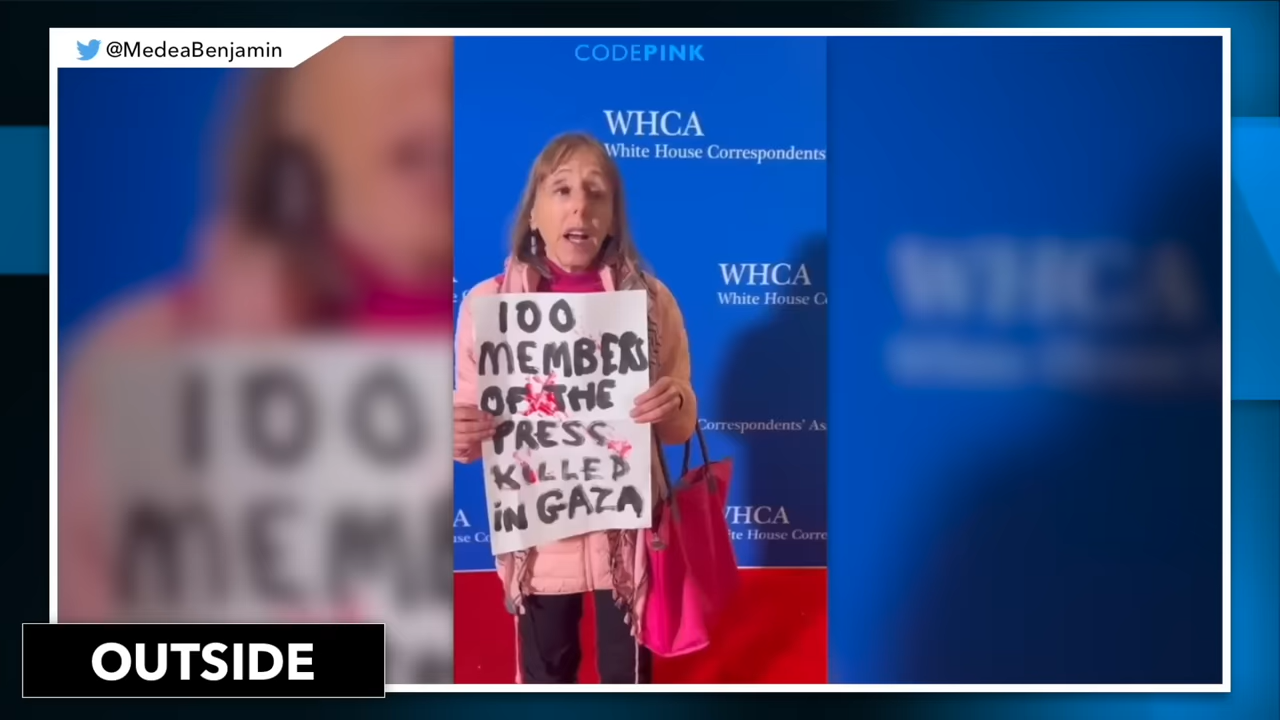 @MedeaBenjamin
CODEPINK
WHCA
White House Correspondents
WHCA
White House Co
100
MEMBERS
OF THE
PRESS
KILLED
iN GAZA
Correspondents' As
WHCA
White House Corre
OUTSIDE